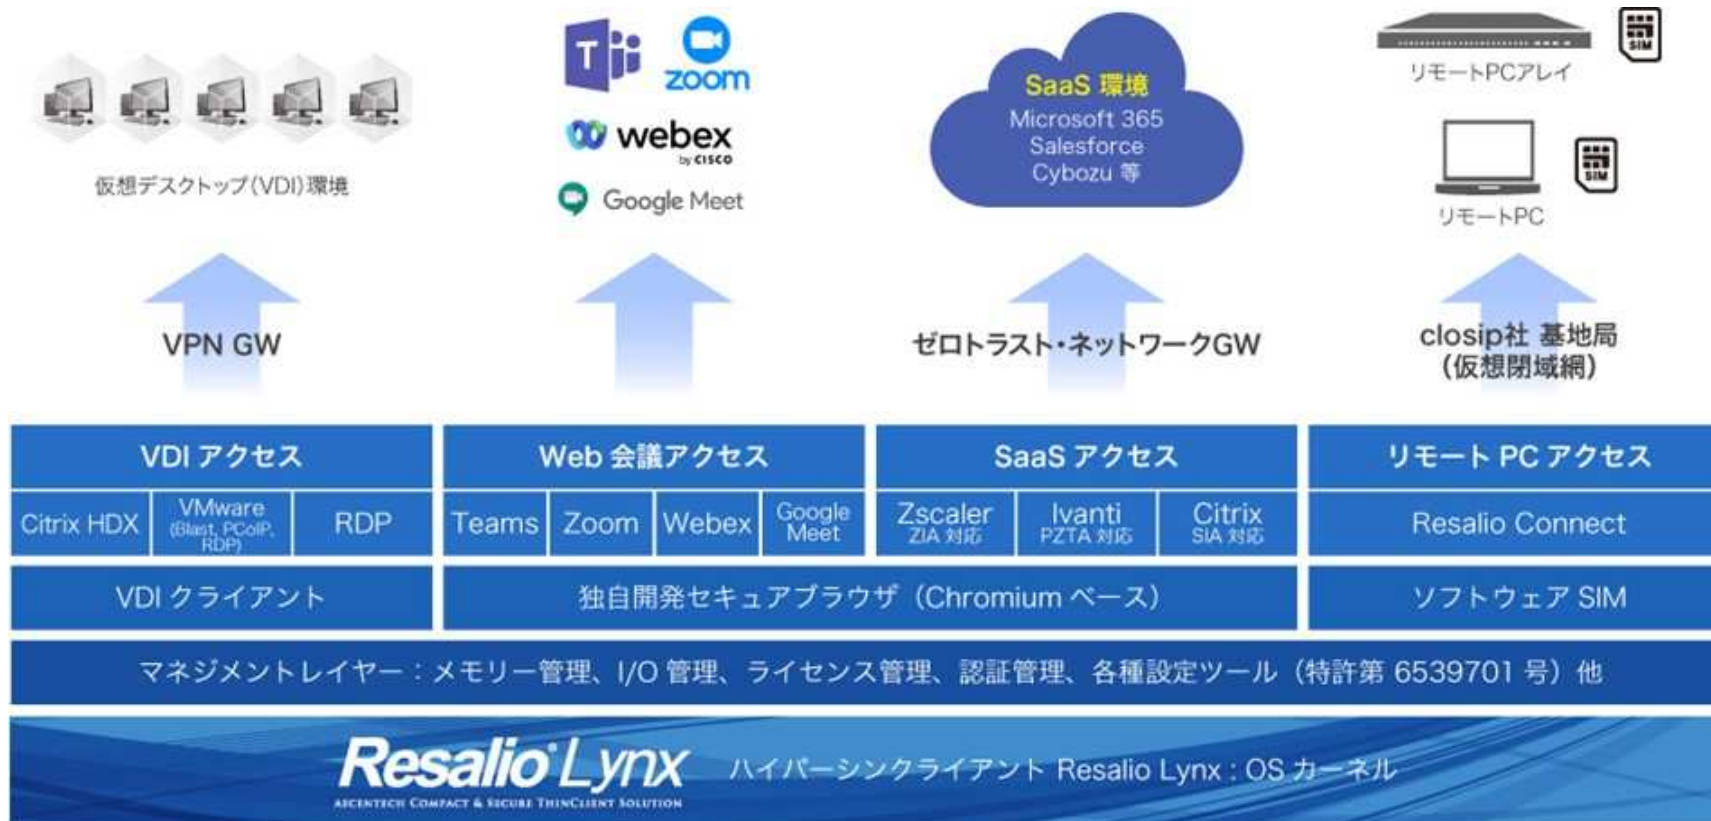 仮想デスクトップ(VDI)環境
T
zoom
webex
by CISCO
Google Meet
SaaS 環境
Microsoft 365
Salesforce
Cybozu 等
SIM
リモートPCアレイ
SIM
リモートPC
VPN GW
ゼロトラスト・ネットワークGW
closip社 基地局
(仮想閉域網)
VDI アクセス
Citrix HDX
VMware
(Blast, PCoIP,
RDP)
RDP
Web 会議アクセス
Teams
Zoom
Webex
Google
Meet
SaaS アクセス
Zscaler
ZIA 対応
Ivanti
PZTA 対応
Citrix
SIA 対応
リモート PC アクセス
Resalio Connect
VDI クライアント
独自開発セキュアブラウザ(Chromium ベース)
ソフトウェア SIM
マネジメントレイヤー:メモリー管理、I/O 管理、ライセンス管理、認証管理、各種設定ツール(特許第 6539701 号)他
Resalio Lynx
ASCENTECH COMPACT & SECURE THINCLIENT SOLUTION
ハイパーシンクライアント Resalio Lynx : OS カーネル